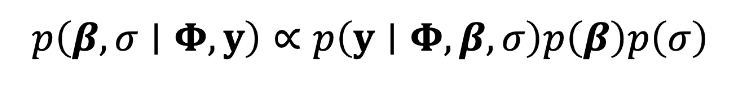 p(β, σ | Φ, y) ∝ p(y | Φ, β, σ)p(β)p(σ)